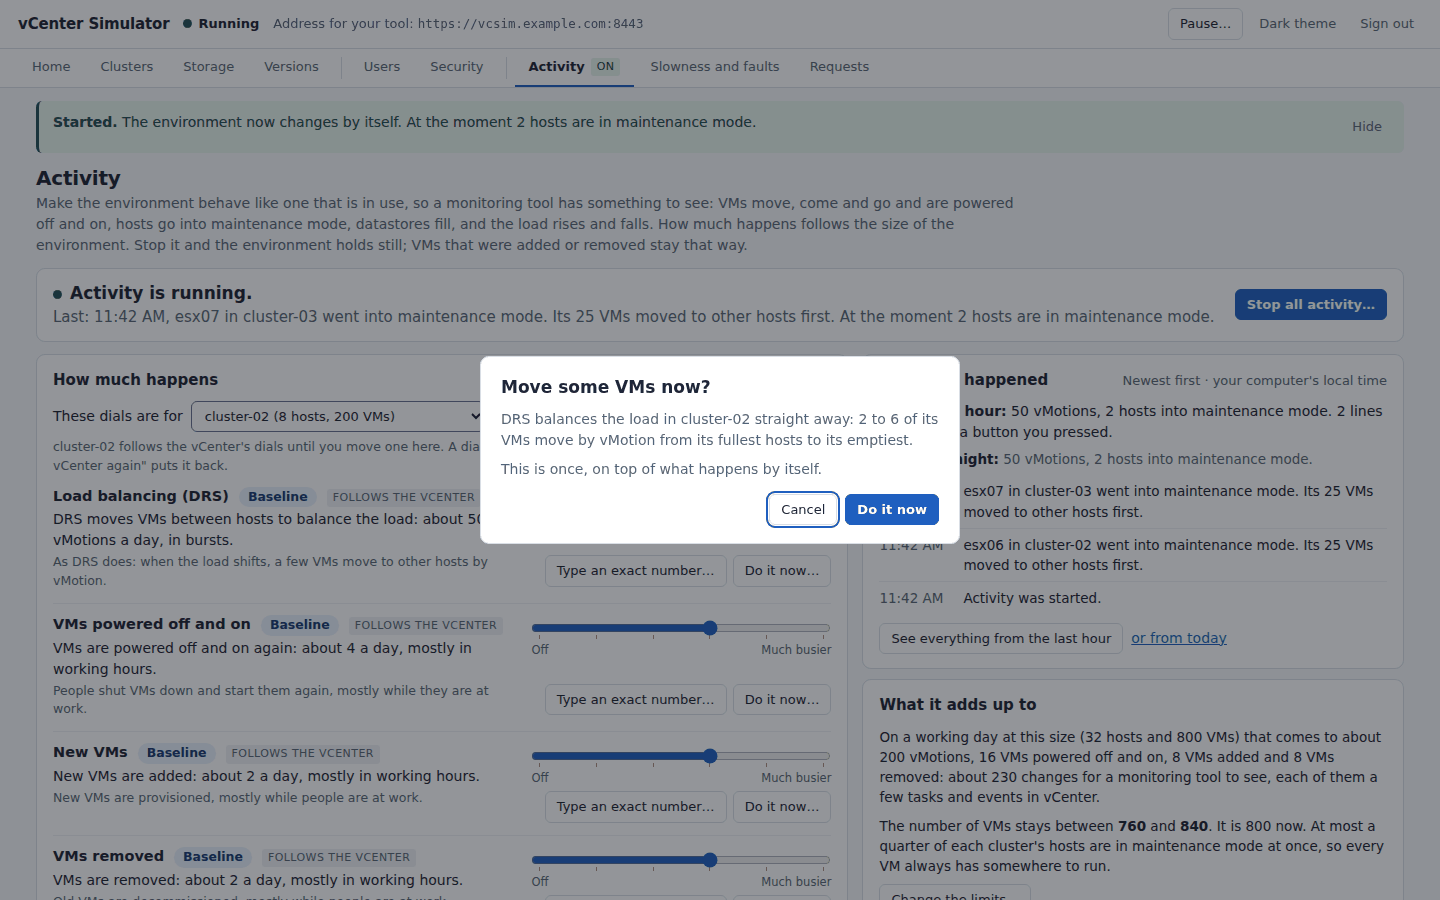 vCenter Simulator Running Address for your tool: https://vcsim.example.com:8443 Pause… Dark theme Sign out
Home Clusters Storage Versions Users Security Activity ON Slowness and faults Requests
Started. The environment now changes by itself. At the moment 2 hosts are in maintenance mode. Hide
Activity
Make the environment behave like one that is in use, so a monitoring tool has something to see: VMs move, come and go and are powered
off and on, hosts go into maintenance mode, datastores fill, and the load rises and falls. How much happens follows the size of the
environment. Stop it and the environment holds still; VMs that were added or removed stay that way.
Activity is running.
Last: 11:42 AM, esx07 in cluster-03 went into maintenance mode. Its 25 VMs moved to other hosts first. At the moment 2 hosts are in maintenance mode.
Stop all activity…
How much happens
These dials are for cluster-02 (8 hosts, 200 VMs)
cluster-02 follows the vCenter's dials until you move one here. A
vCenter again" puts it back.
Load balancing (DRS) Baseline FOLLOWS THE VCENTER
DRS moves VMs between hosts to balance the load: about
vMotions a day, in bursts.
As DRS does: when the load shifts, a few VMs move to other hosts by
vMotion.
Type an exact number… Do it now…
VMs powered off and on Baseline FOLLOWS THE VCENTER
VMs are powered off and on again: about 4 a day, mostly in
working hours.
People shut VMs down and start them again, mostly while they are at
work.
Off Much busier
Type an exact number… Do it now…
New VMs Baseline FOLLOWS THE VCENTER
New VMs are added: about 2 a day, mostly in working hours.
New VMs are provisioned, mostly while people are at work.
Off Much busier
Type an exact number… Do it now…
VMs removed Baseline FOLLOWS THE VCENTER
VMs are removed: about 2 a day, mostly in working hours.
Off Much busier
Move some VMs now?
DRS balances the load in cluster-02 straight away: 2 to 6 of its
VMs move by vMotion from its fullest hosts to its emptiest.
This is once, on top of what happens by itself.
Cancel Do it now
happened Newest first · your computer's local time
hour: 50 vMotions, 2 hosts into maintenance mode. 2 lines
a button you pressed.
50 vMotions, 2 hosts into maintenance mode.
esx07 in cluster-03 went into maintenance mode. Its 25 VMs
moved to other hosts first.
11:42 AM esx06 in cluster-02 went into maintenance mode. Its 25 VMs
moved to other hosts first.
11:42 AM Activity was started.
See everything from the last hour or from today
What it adds up to
On a working day at this size (32 hosts and 800 VMs) that comes to about
200 vMotions, 16 VMs powered off and on, 8 VMs added and 8 VMs
removed: about 230 changes for a monitoring tool to see, each of them a
few tasks and events in vCenter.
The number of VMs stays between 760 and 840. It is 800 now. At most a
quarter of each cluster's hosts are in maintenance mode at once, so every
VM always has somewhere to run.
Change the limits